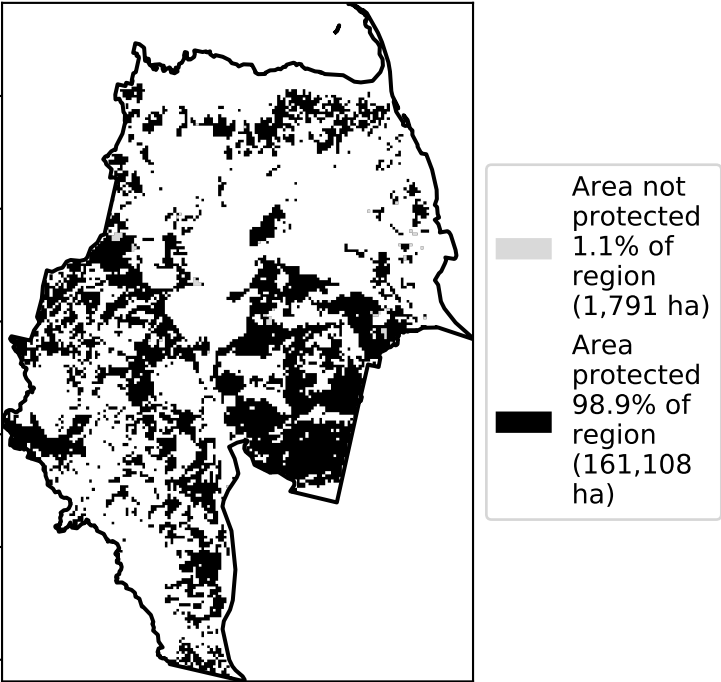 Area not
protected
1.1% of
region
(1,791 ha)
Area
protected
98.9% of
region
(161,108
ha)